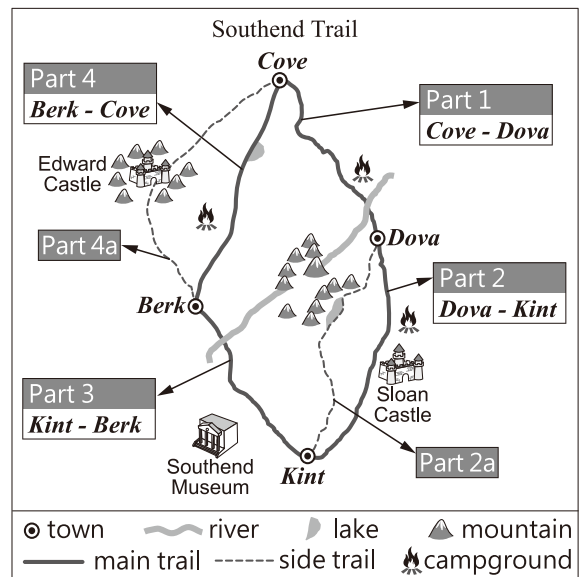 Southend Trail
Cove
Part 4
Berk - Cove
Part 1
Cove - Dova
Edward
Castle
Part 4a
Dova
Berk
Part 2
Dova - Kint
Part 3
Kint - Berk
Sloan
Castle
Southend
Museum
Kint
Part 2a
town river lake mountain
main trail side trail campground